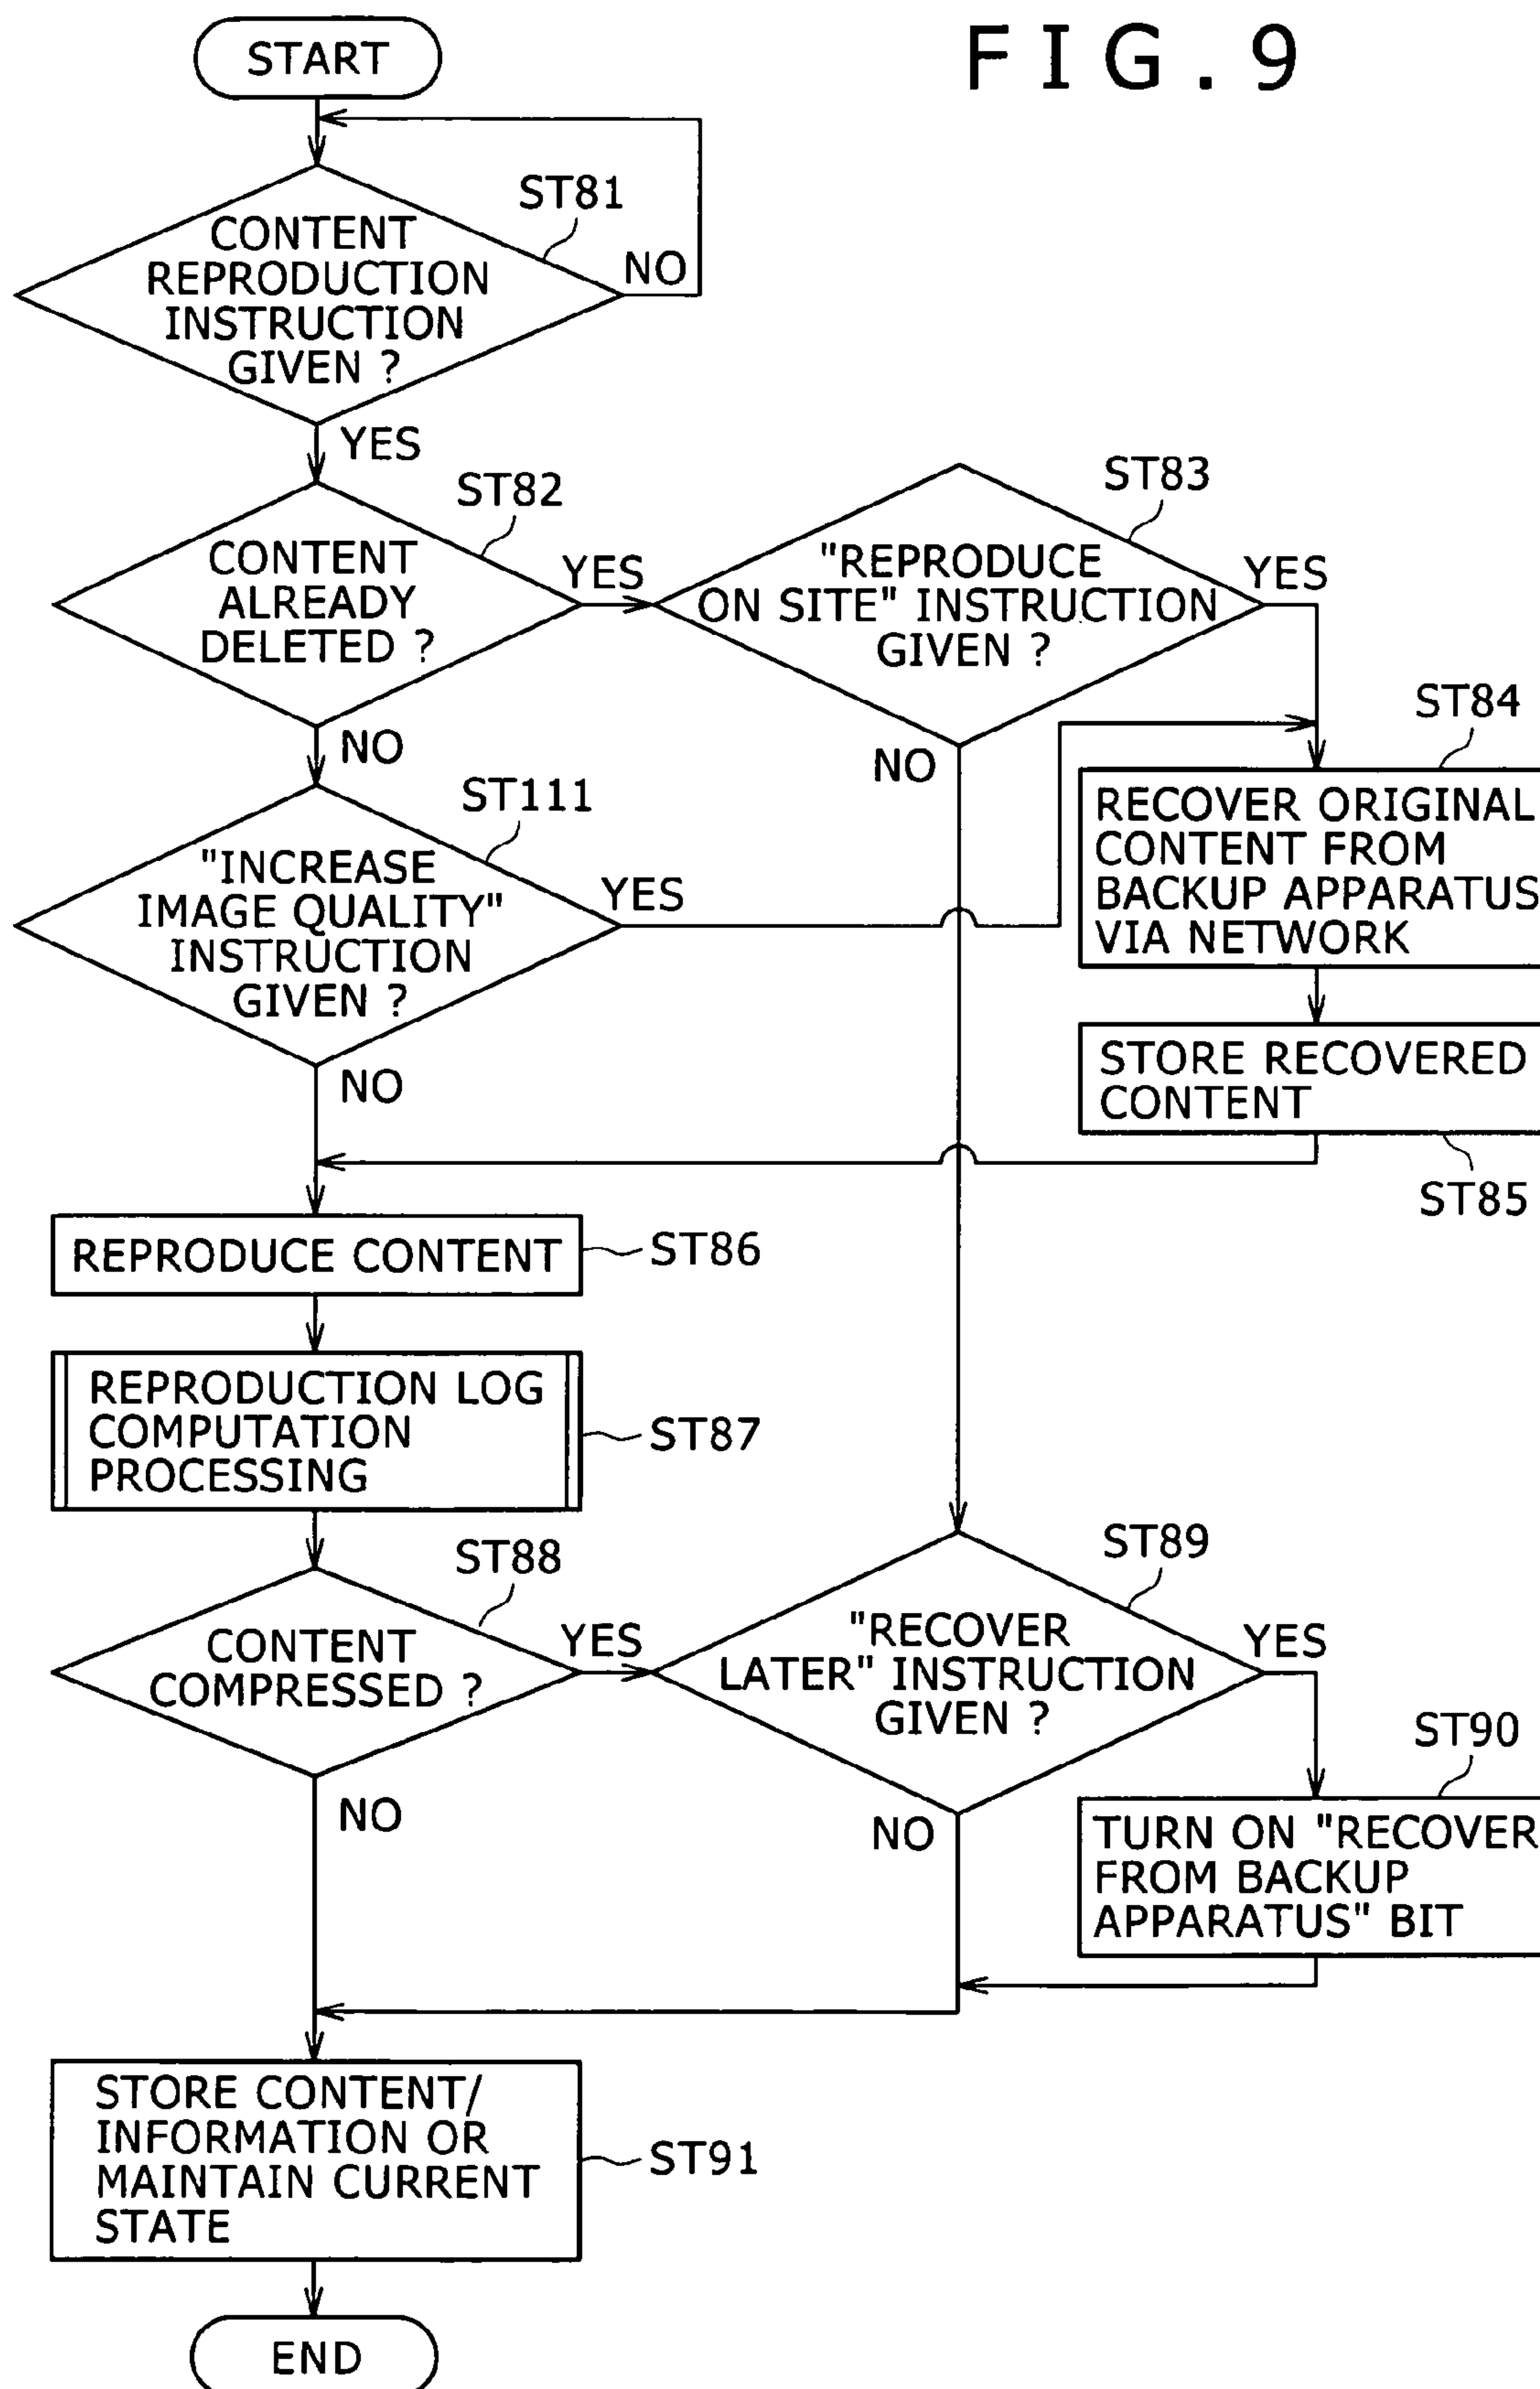 FIG.9
START
ST81
CONTENT
REPRODUCTION
INSTRUCTION
GIVEN ?
NO
YES
ST82
CONTENT
ALREADY
DELETED ?
YES
NO
ST83
"REPRODUCE
ON SITE" INSTRUCTION
GIVEN ?
YES
NO
ST84
RECOVER ORIGINAL
CONTENT FROM
BACKUP APPARATUS
VIA NETWORK
ST111
"INCREASE
IMAGE QUALITY"
INSTRUCTION
GIVEN ?
YES
NO
STORE RECOVERED
CONTENT
ST85
REPRODUCE CONTENT
ST86
REPRODUCTION LOG
COMPUTATION
PROCESSING
ST87
ST88
CONTENT
COMPRESSED ?
YES
NO
ST89
"RECOVER
LATER" INSTRUCTION
GIVEN ?
YES
NO
ST90
TURN ON "RECOVER
FROM BACKUP
APPARATUS" BIT
STORE CONTENT/
INFORMATION OR
MAINTAIN CURRENT
STATE
ST91
END